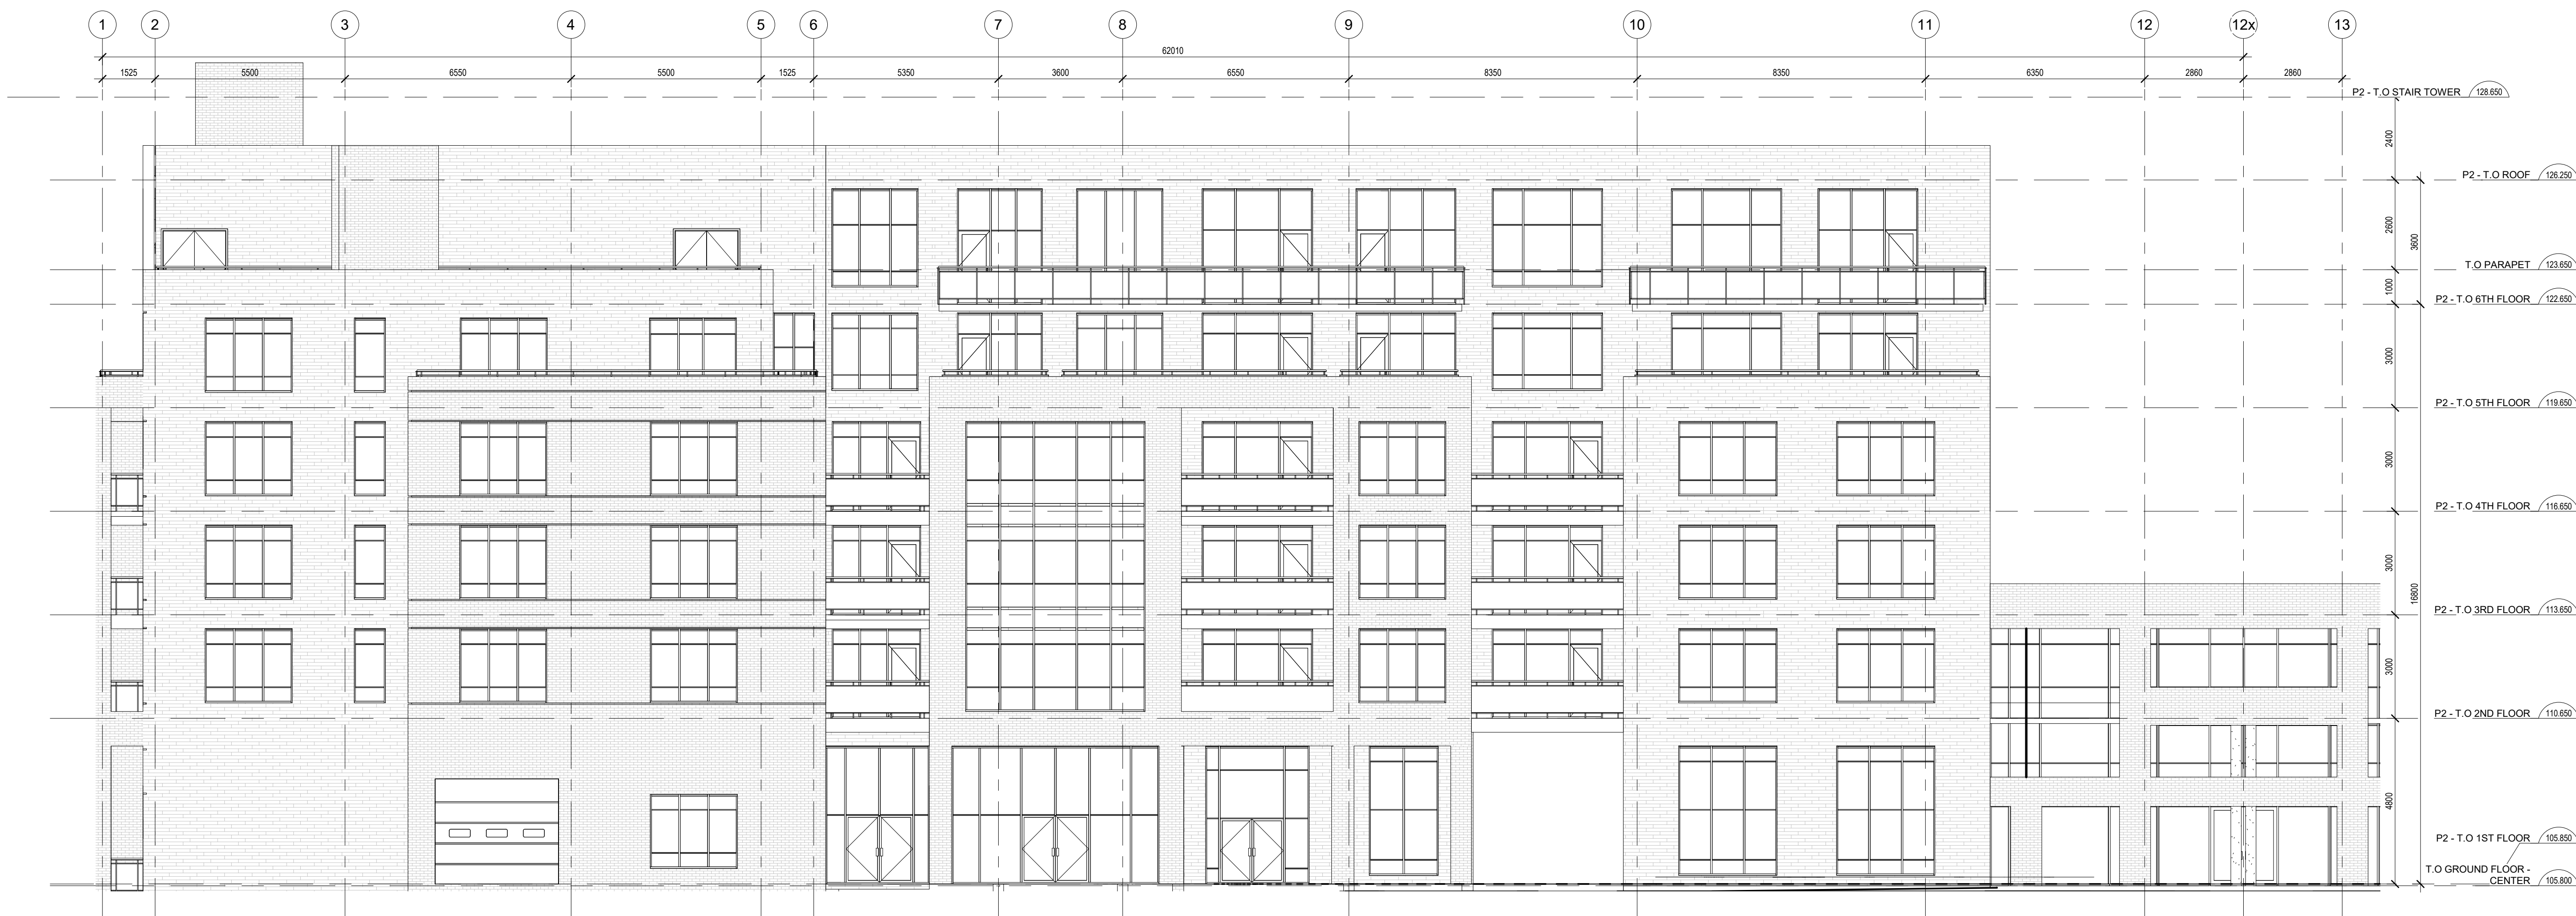 1 2 3 4 5 6 7 8 9 10 11 12 12x 13
62010
1525 5500 6550 5500 1525 5350 3600 6550 8350 8350 6350 2860 2860
P2 - T.O STAIR TOWER 128.650
2400
P2 - T.O ROOF 126.250
2600
3600
T.O PARAPET 123.650
1000
P2 - T.O 6TH FLOOR 122.650
3000
P2 - T.O 5TH FLOOR 119.650
3000
P2 - T.O 4TH FLOOR 116.650
3000
16800
P2 - T.O 3RD FLOOR 113.650
3000
P2 - T.O 2ND FLOOR 110.650
4800
P2 - T.O 1ST FLOOR 105.850
T.O GROUND FLOOR -
CENTER 105.800